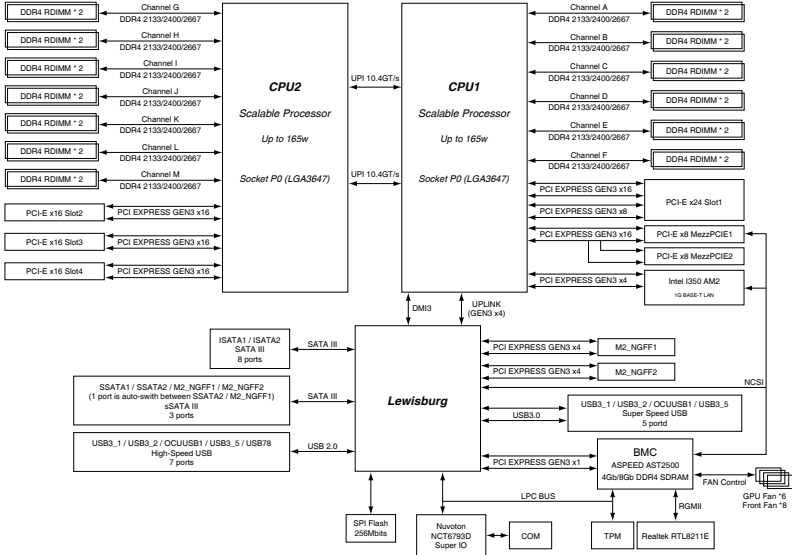 DDR4 RDIMM * 2
Channel G
DDR4 2133/2400/2667
DDR4 RDIMM * 2
Channel H
DDR4 2133/2400/2667
DDR4 RDIMM * 2
Channel I
DDR4 2133/2400/2667
DDR4 RDIMM * 2
Channel J
DDR4 2133/2400/2667
DDR4 RDIMM * 2
Channel K
DDR4 2133/2400/2667
DDR4 RDIMM * 2
Channel L
DDR4 2133/2400/2667
DDR4 RDIMM * 2
Channel M
DDR4 2133/2400/2667
PCI-E x16 Slot2
PCI EXPRESS GEN3 x16
PCI-E x16 Slot3
PCI EXPRESS GEN3 x16
PCI-E x16 Slot4
PCI EXPRESS GEN3 x16
CPU2
Scalable Processor
Up to 165w
Socket P0 (LGA3647)
UPI 10.4GT/s
UPI 10.4GT/s
CPU1
Scalable Processor
Up to 165w
Socket P0 (LGA3647)
Channel A
DDR4 2133/2400/2667
DDR4 RDIMM * 2
Channel B
DDR4 2133/2400/2667
DDR4 RDIMM * 2
Channel C
DDR4 2133/2400/2667
DDR4 RDIMM * 2
Channel D
DDR4 2133/2400/2667
DDR4 RDIMM * 2
Channel E
DDR4 2133/2400/2667
DDR4 RDIMM * 2
Channel F
DDR4 2133/2400/2667
DDR4 RDIMM * 2
PCI EXPRESS GEN3 x16
PCI EXPRESS GEN3 x8
PCI-E x24 Slot1
PCI EXPRESS GEN3 x16
PCI-E x8 MezzPCIE1
PCI-E x8 MezzPCIE2
PCI EXPRESS GEN3 x4
Intel I350 AM2
1G BASE-T LAN
DMI3
UPLINK
(GEN3 x4)
ISATA1 / ISATA2
SATA III
8 ports
SATA III
SSATA1 / SSATA2 / M2_NGFF1 / M2_NGFF2
(1 port is auto-swith between SSATA2 / M2_NGFF1)
sSATA III
3 ports
SATA III
USB3_1 / USB3_2 / OCUUSB1 / USB3_5 / USB78
High-Speed USB
7 ports
USB 2.0
Lewisburg
PCI EXPRESS GEN3 x4
M2_NGFF1
PCI EXPRESS GEN3 x4
M2_NGFF2
NCSI
USB3.0
USB3_1 / USB3_2 / OCUUSB1 / USB3_5
Super Speed USB
5 portd
PCI EXPRESS GEN3 x1
BMC
ASPEED AST2500
4Gb/8Gb DDR4 SDRAM
FAN Control
GPU Fan *6
Front Fan *8
LPC BUS
RGMII
SPI Flash
256Mbits
Nuvoton
NCT6793D
Super IO
COM
TPM
Realtek RTL8211E